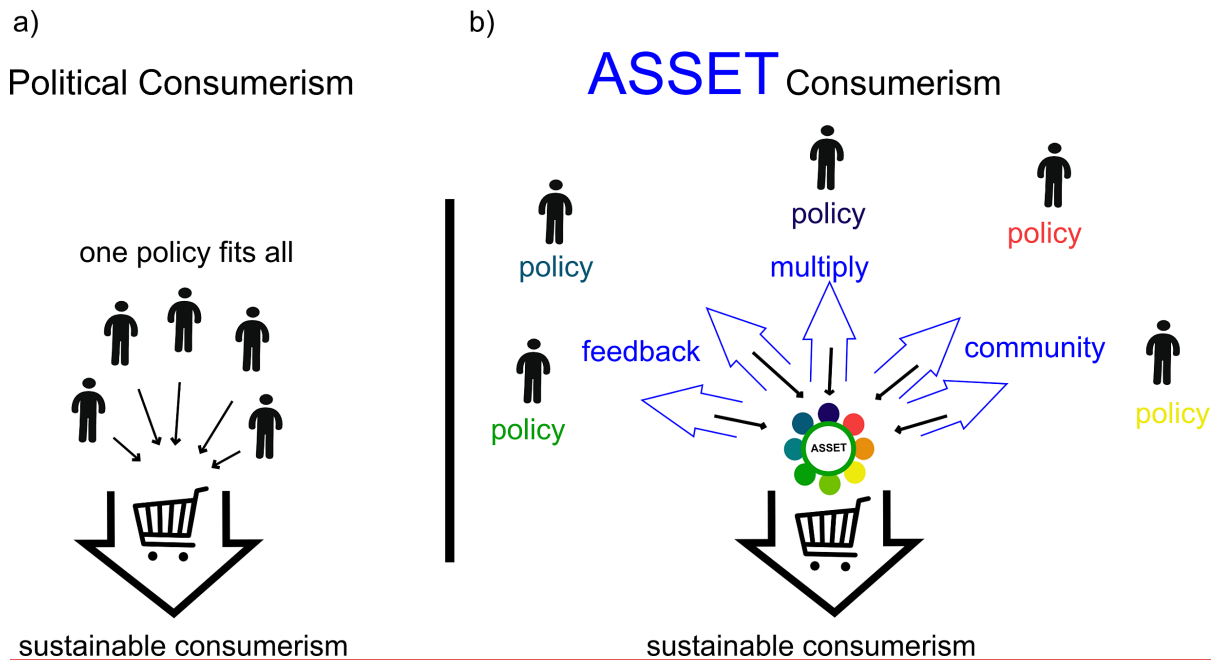 a)
Political Consumerism
one policy fits all
sustainable consumerism
b)
ASSET Consumerism
policy
policy
policy
multiply
feedback
community
policy
policy
ASSET
sustainable consumerism